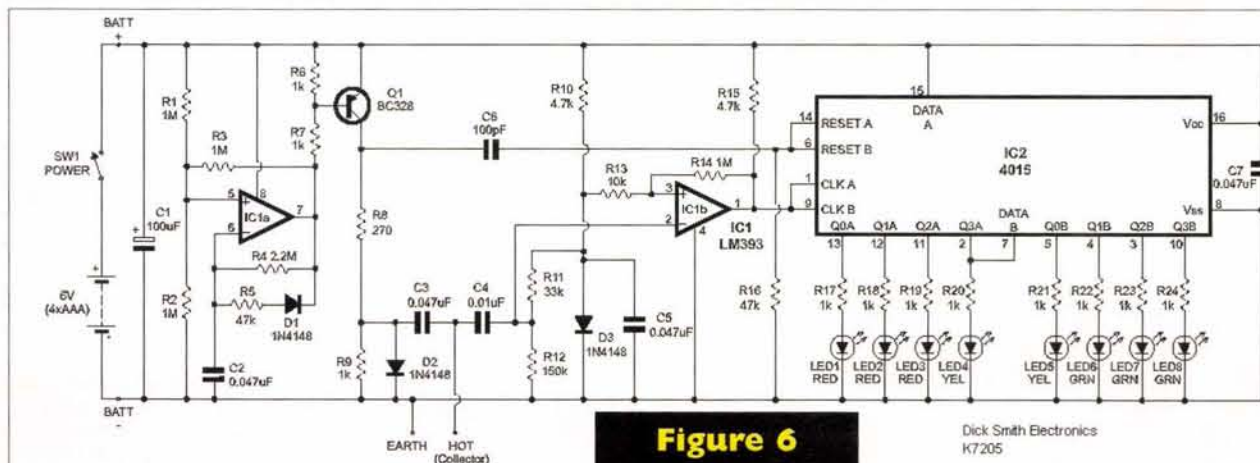 BATT
+
R6
1k
Q1
BC328
R10
4.7k
R15
4.7k
15
DATA
A
R1
1M
R3
1M
R7
1k
C6
100pF
14
RESET A
Vcc
16
6
RESET B
IC2
4015
SW1
POWER
R13
10k
R14 1M
C7
0.047uF
5
8
3
1
CLK A
+
IC1a
7
+
IC1b
1
9
CLK B
Vss
8
C1
100uF
6
R8
270
2
4
IC1
LM393
Q0A
Q1A
Q2A
Q3A
DATA
B
Q0B
Q1B
Q2B
Q3B
13
12
11
2
7
5
4
3
10
R4 2.2M
+
6V
(4xAAA)
R2
1M
R5
47k
D1
1N4148
C3
0.047uF
C4
0.01uF
R11
33k
R16
47k
R17
1k
R18
1k
R19
1k
R20
1k
R21
1k
R22
1k
R23
1k
R24
1k
C2
0.047uF
R9
1k
D2
1N4148
R12
150k
D3
1N4148
C5
0.047uF
LED1
RED
LED2
RED
LED3
RED
LED4
YEL
LED5
YEL
LED6
GRN
LED7
GRN
LED8
GRN
BATT
-
EARTH
HOT
(Collector)
Figure 6
Dick Smith Electronics
K7205